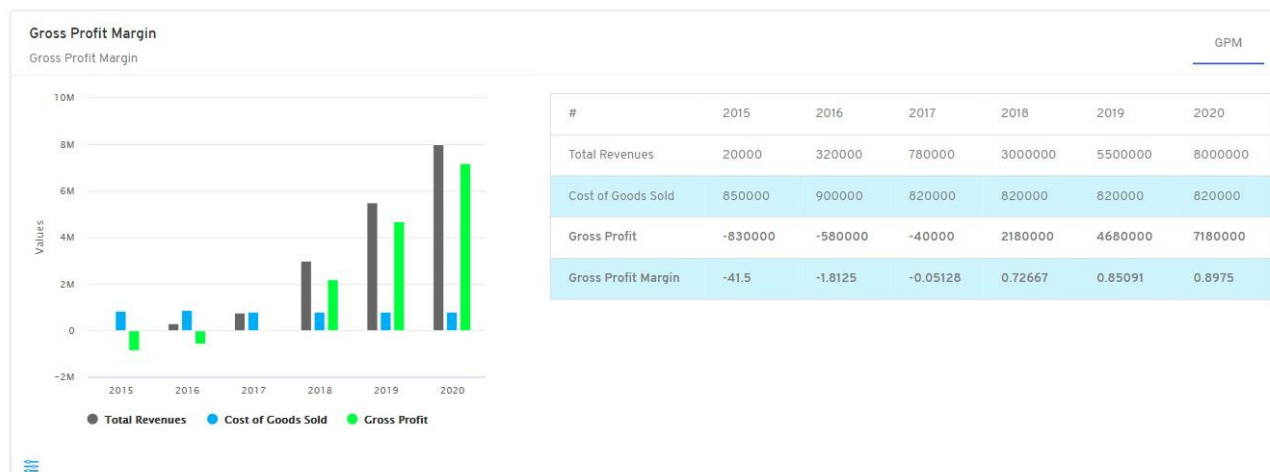 Gross Profit Margin
Gross Profit Margin
GPM
10M
8M
6M
4M
2M
0
−2M
Values
2015 2016 2017 2018 2019 2020
Total Revenues Cost of Goods Sold Gross Profit
# 2015 2016 2017 2018 2019 2020
Total Revenues 20000 320000 780000 3000000 5500000 8000000
Cost of Goods Sold 850000 900000 820000 820000 820000 820000
Gross Profit -830000 -580000 -40000 2180000 4680000 7180000
Gross Profit Margin -41.5 -1.8125 -0.05128 0.72667 0.85091 0.8975